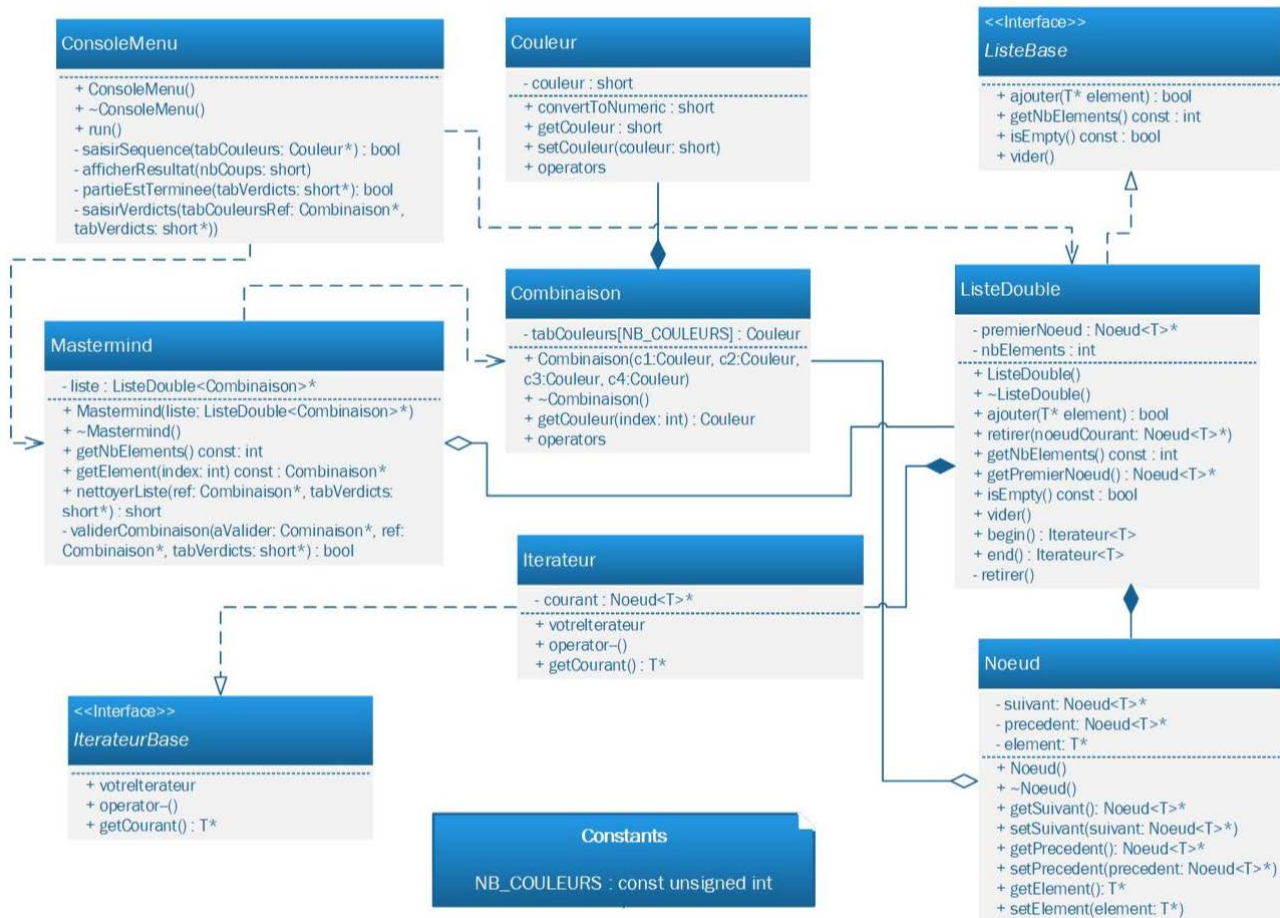 ConsoleMenu
+ ConsoleMenu()
+ ~ConsoleMenu()
+ run()
- saisirSequence(tabCouleurs: Couleur*) : bool
- afficherResultat(nbCoups: short)
- partieEstTerminee(tabVerdicts: short*): bool
- saisirVerdicts(tabCouleursRef: Combinaison*,
tabVerdicts: short*))
Couleur
- couleur : short
+ convertToNumeric : short
+ getCouleur : short
+ setCouleur(couleur: short)
+ operators
<<Interface>>
ListeBase
+ ajouter(T* element) : bool
+ getNbElements() const : int
+ isEmpty() const : bool
+ vider()
Mastermind
- liste : ListeDouble<Combinaison>*
+ Mastermind(liste: ListeDouble<Combinaison>*)
+ ~Mastermind()
+ getNbElements() const: int
+ getElement(index: int) const : Combinaison*
+ nettoyerListe(ref: Combinaison*, tabVerdicts:
short*) : short
- validerCombinaison(aValider: Cominaison*, ref:
Combinaison*, tabVerdicts: short*) : bool
Combinaison
- tabCouleurs[NB_COULEURS] : Couleur
+ Combinaison(c1:Couleur, c2:Couleur,
c3:Couleur, c4:Couleur)
+ ~Combinaison()
+ getCouleur(index: int) : Couleur
+ operators
ListeDouble
- premierNoeud : Noeud<T>*
- nbElements : int
+ ListeDouble()
+ ~ListeDouble()
+ ajouter(T* element) : bool
+ retirer(noeudCourant: Noeud<T>*)
+ getNbElements() const : int
+ getPremierNoeud() : Noeud<T>*
+ isEmpty() const : bool
+ vider()
+ begin() : Iterateur<T>
+ end() : Iterateur<T>
- retirer()
Iterateur
- courant : Noeud<T>*
+ votreIterateur
+ operator--()
+ getCourant() : T*
<<Interface>>
IterateurBase
+ votreIterateur
+ operator--()
+ getCourant() : T*
Noeud
- suivant: Noeud<T>*
- precedent: Noeud<T>*
- element: T*
+ Noeud()
+ ~Noeud()
+ getSuivant(): Noeud<T>*
+ setSuivant(suivant: Noeud<T>*)
+ getPrecedent(): Noeud<T>*
+ setPrecedent(precedent: Noeud<T>*)
+ getElement(): T*
+ setElement(element: T*)
Constants
NB_COULEURS : const unsigned int